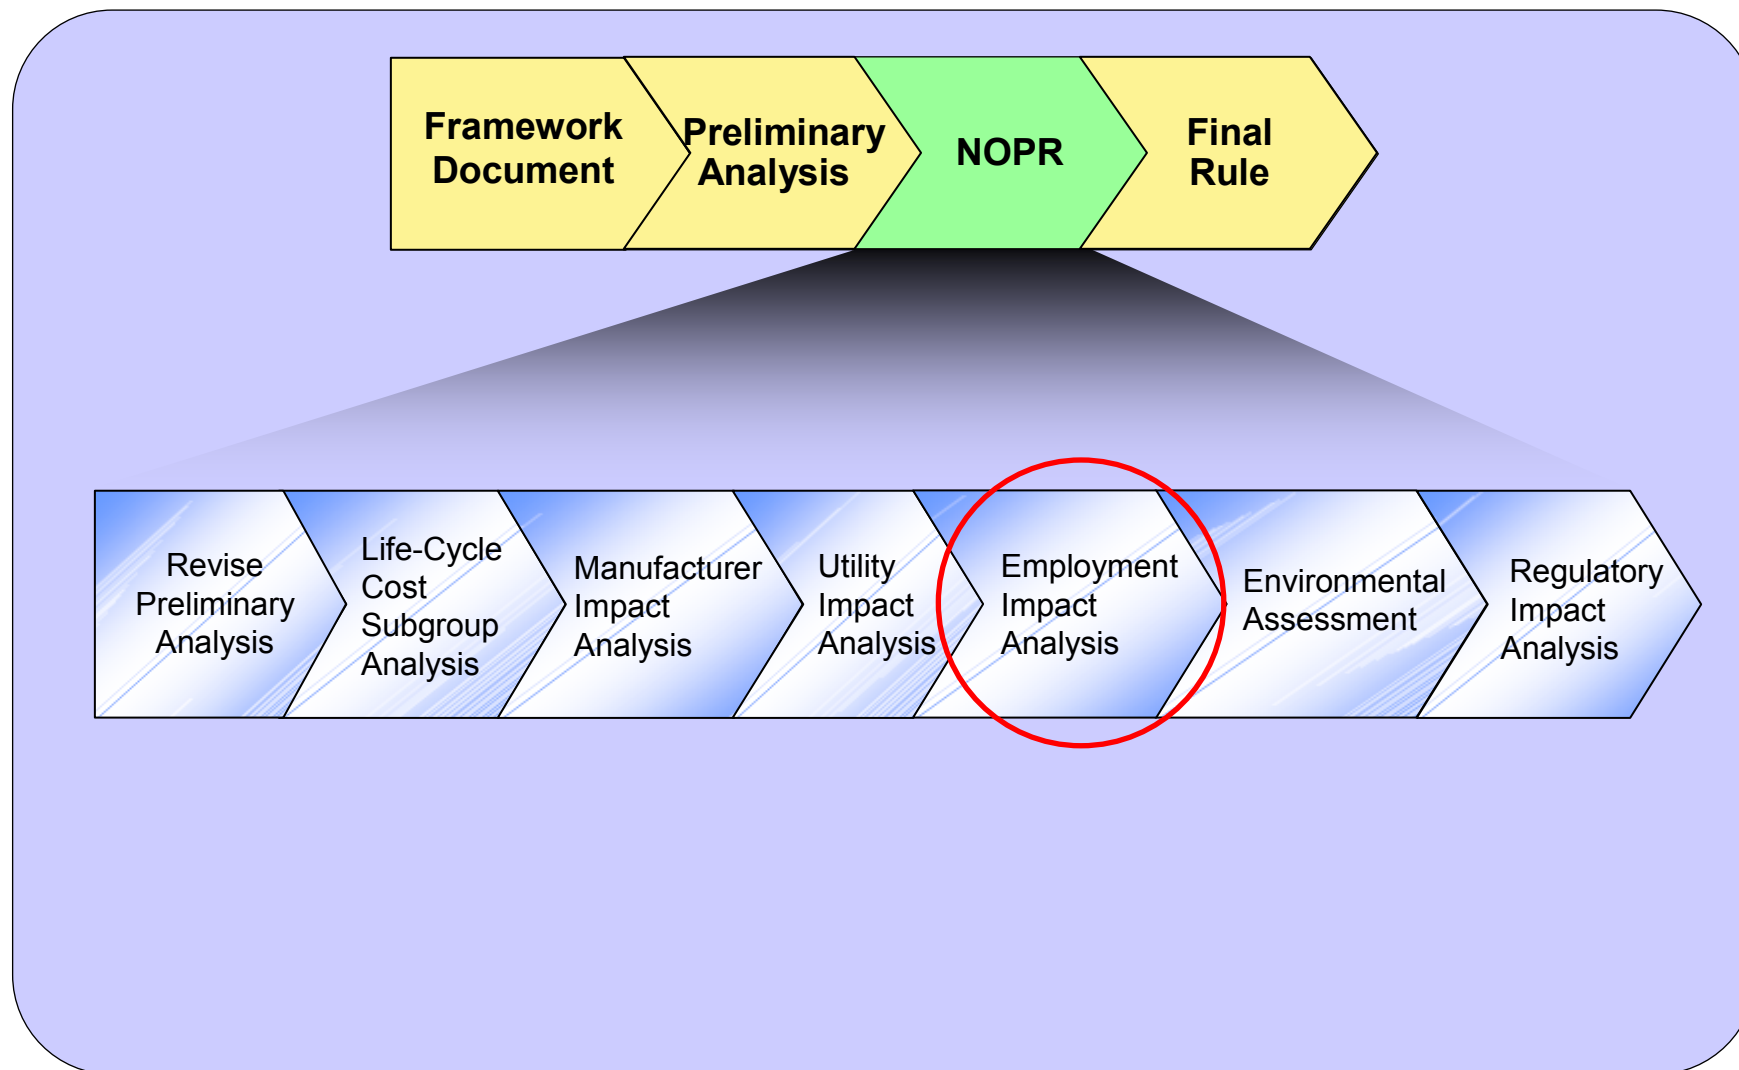 Framework
Document
Preliminary
Analysis
NOPR
Final
Rule
Revise
Preliminary
Analysis
Life-Cycle
Cost
Subgroup
Analysis
Manufacturer
Impact
Analysis
Utility
Impact
Analysis
Employment
Impact
Analysis
Environmental
Assessment
Regulatory
Impact
Analysis